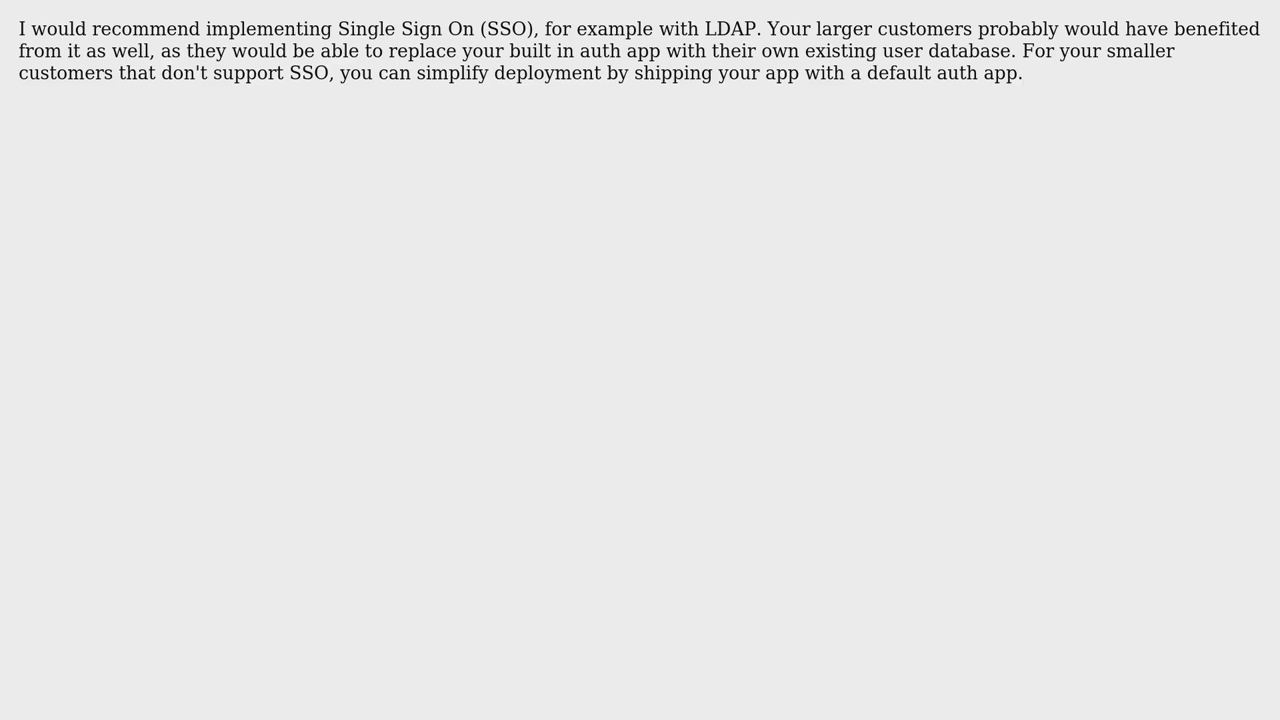 I would recommend implementing Single Sign On (SSO), for example with LDAP. Your larger customers probably would have benefited
from it as well, as they would be able to replace your built in auth app with their own existing user database. For your smaller
customers that don't support SSO, you can simplify deployment by shipping your app with a default auth app.